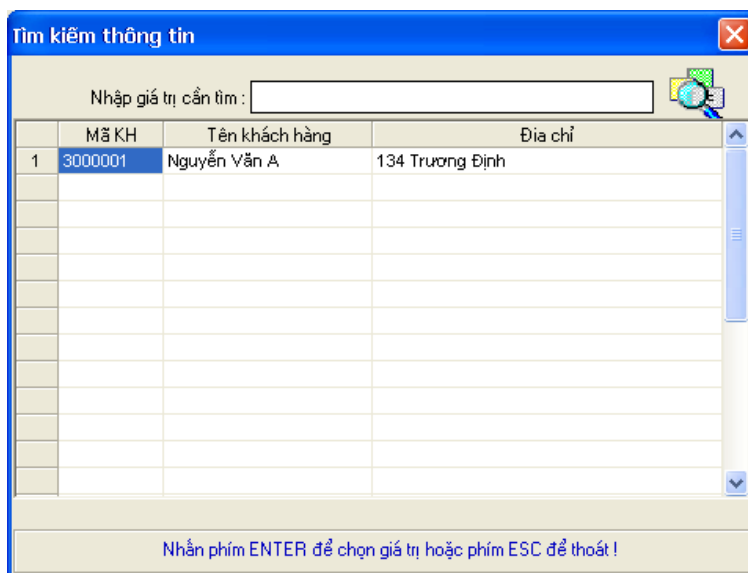 Tìm kiếm thông tin
Nhập giá trị cần tìm :
Mã KH Tên khách hàng Địa chỉ
1 3000001 Nguyễn Văn A 134 Trương Định
Nhấn phím ENTER để chọn giá trị hoặc phím ESC để thoát !